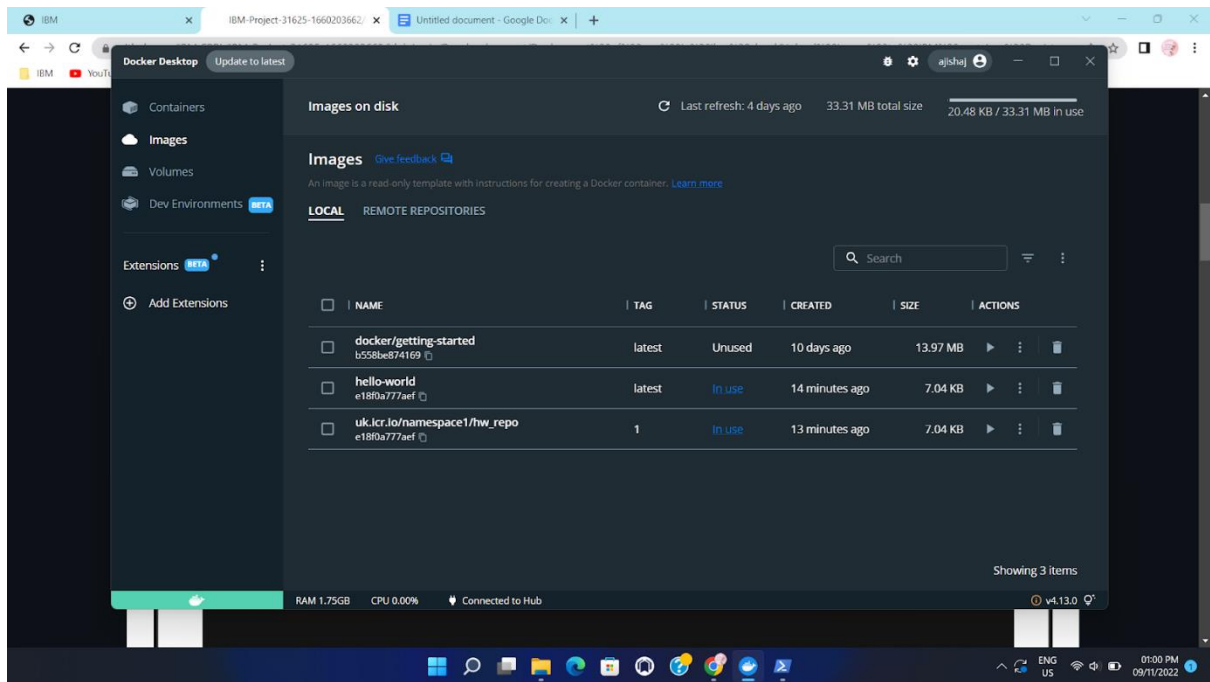 IBM
IBM-Project-31625-1660203662/
Untitled document - Google Doc
IBM
YouTu
Docker Desktop
Update to latest
ajishaj
Containers
Images
Volumes
Dev Environments BETA
Extensions BETA
Add Extensions
Images on disk
Last refresh: 4 days ago
33.31 MB total size
20.48 KB / 33.31 MB in use
Images
Give feedback
An image is a read-only template with instructions for creating a Docker container. Learn more
LOCAL
REMOTE REPOSITORIES
Search
NAME TAG STATUS CREATED SIZE ACTIONS
docker/getting-started latest Unused 10 days ago 13.97 MB
b558be874169
hello-world latest In use 14 minutes ago 7.04 KB
e18f0a777aef
uk.icr.io/namespace1/hw_repo 1 In use 13 minutes ago 7.04 KB
e18f0a777aef
Showing 3 items
RAM 1.75GB CPU 0.00% Connected to Hub
v4.13.0
ENG
US
01:00 PM
09/11/2022
1